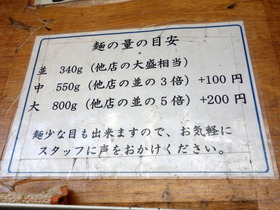 麺の量の目安
並 340g (他店の大盛相当)
中 550g (他店の並の3倍) +100円
大 800g (他店の並の5倍) +200円
麺少な目も出来ますので、お気軽に
スタッフに声をおかけください。